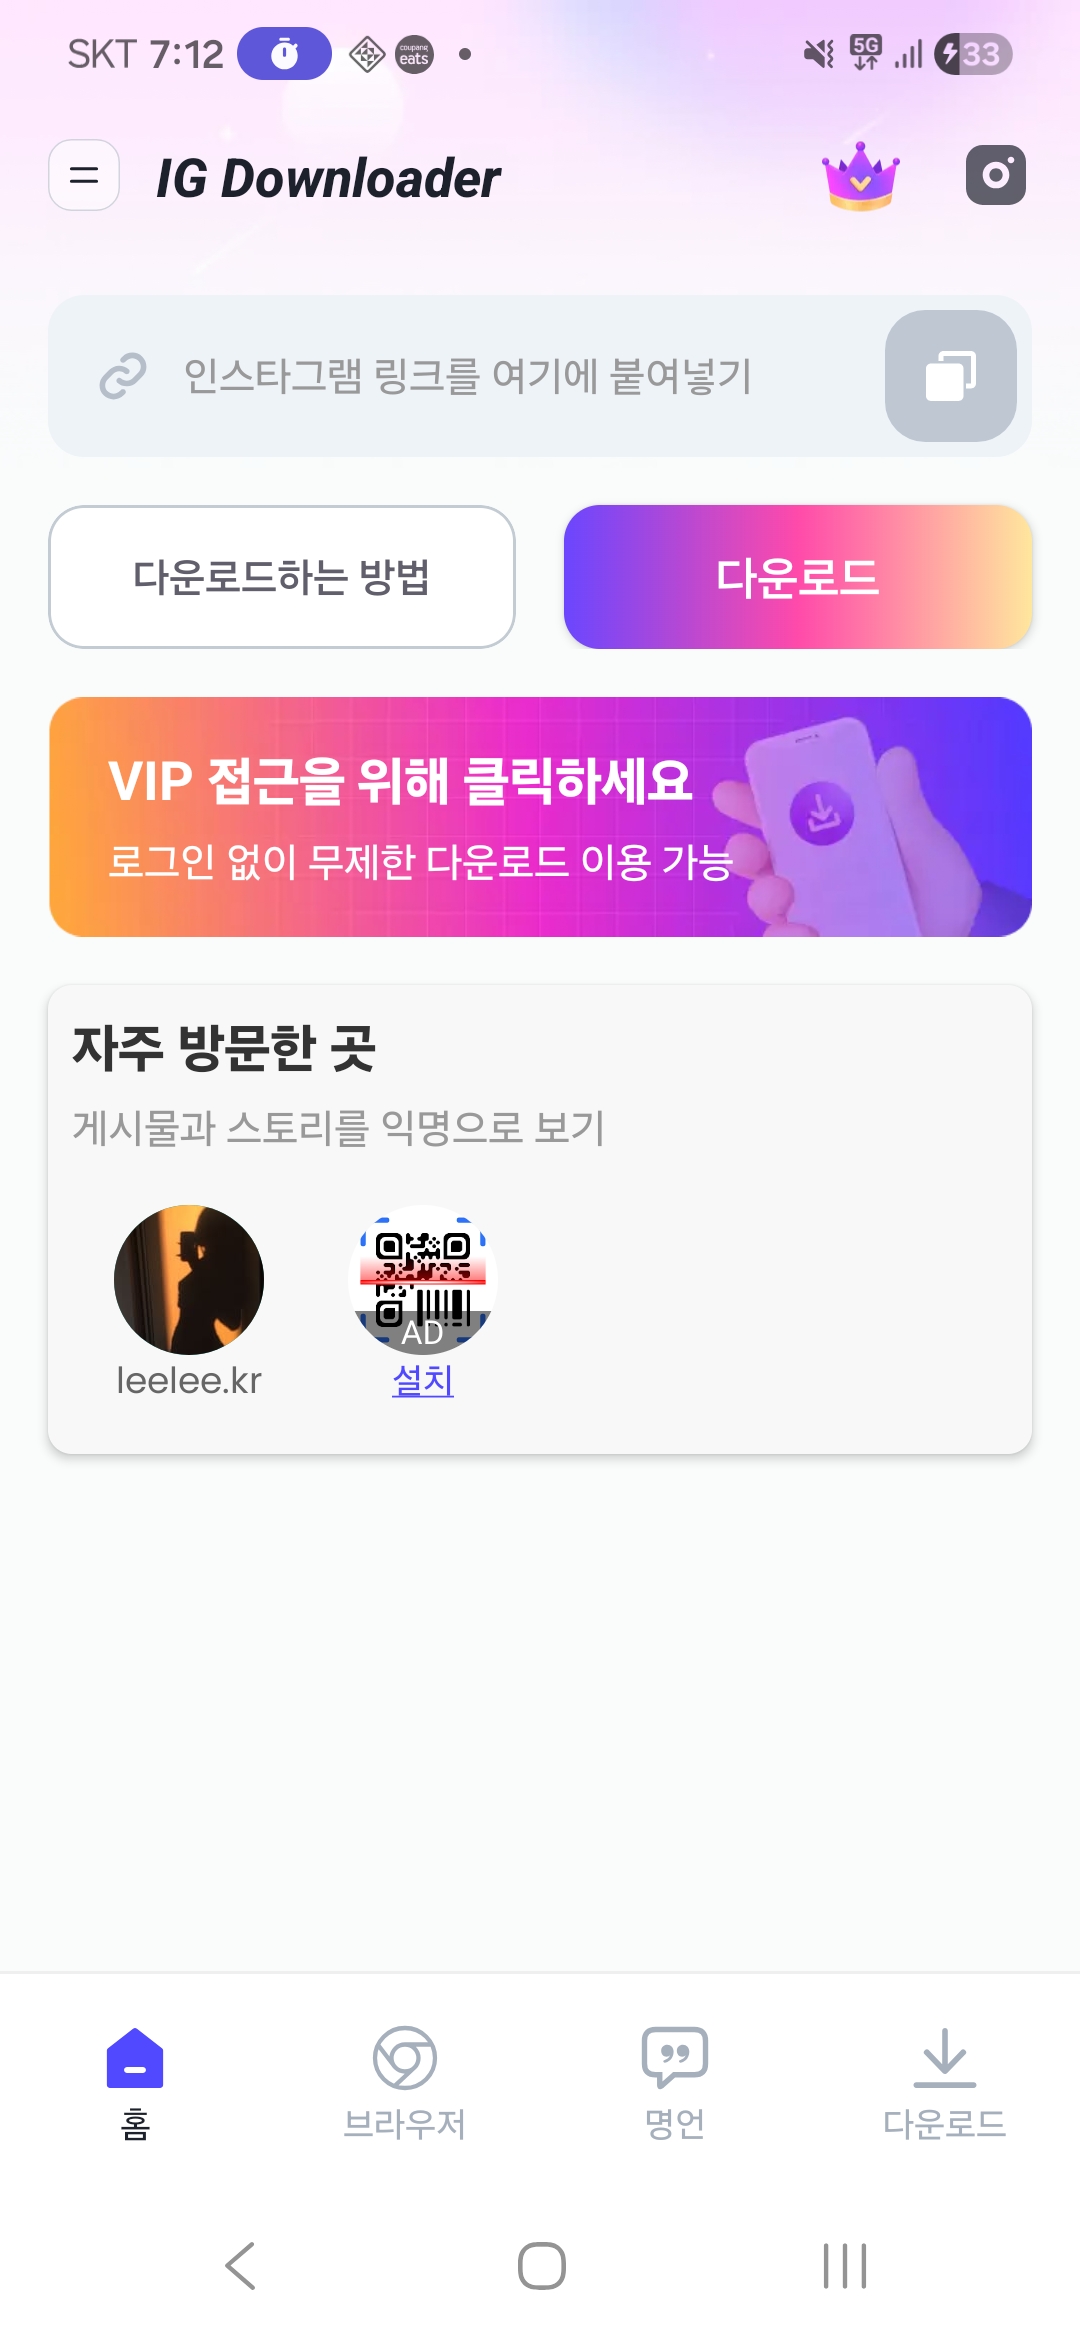 SKT 7:12
coupang
eats
5G
33
IG Downloader
인스타그램 링크를 여기에 붙여넣기
다운로드하는 방법
다운로드
VIP 접근을 위해 클릭하세요
로그인 없이 무제한 다운로드 이용 가능
자주 방문한 곳
게시물과 스토리를 익명으로 보기
AD
leelee.kr
설치
홈
브라우저
명언
다운로드